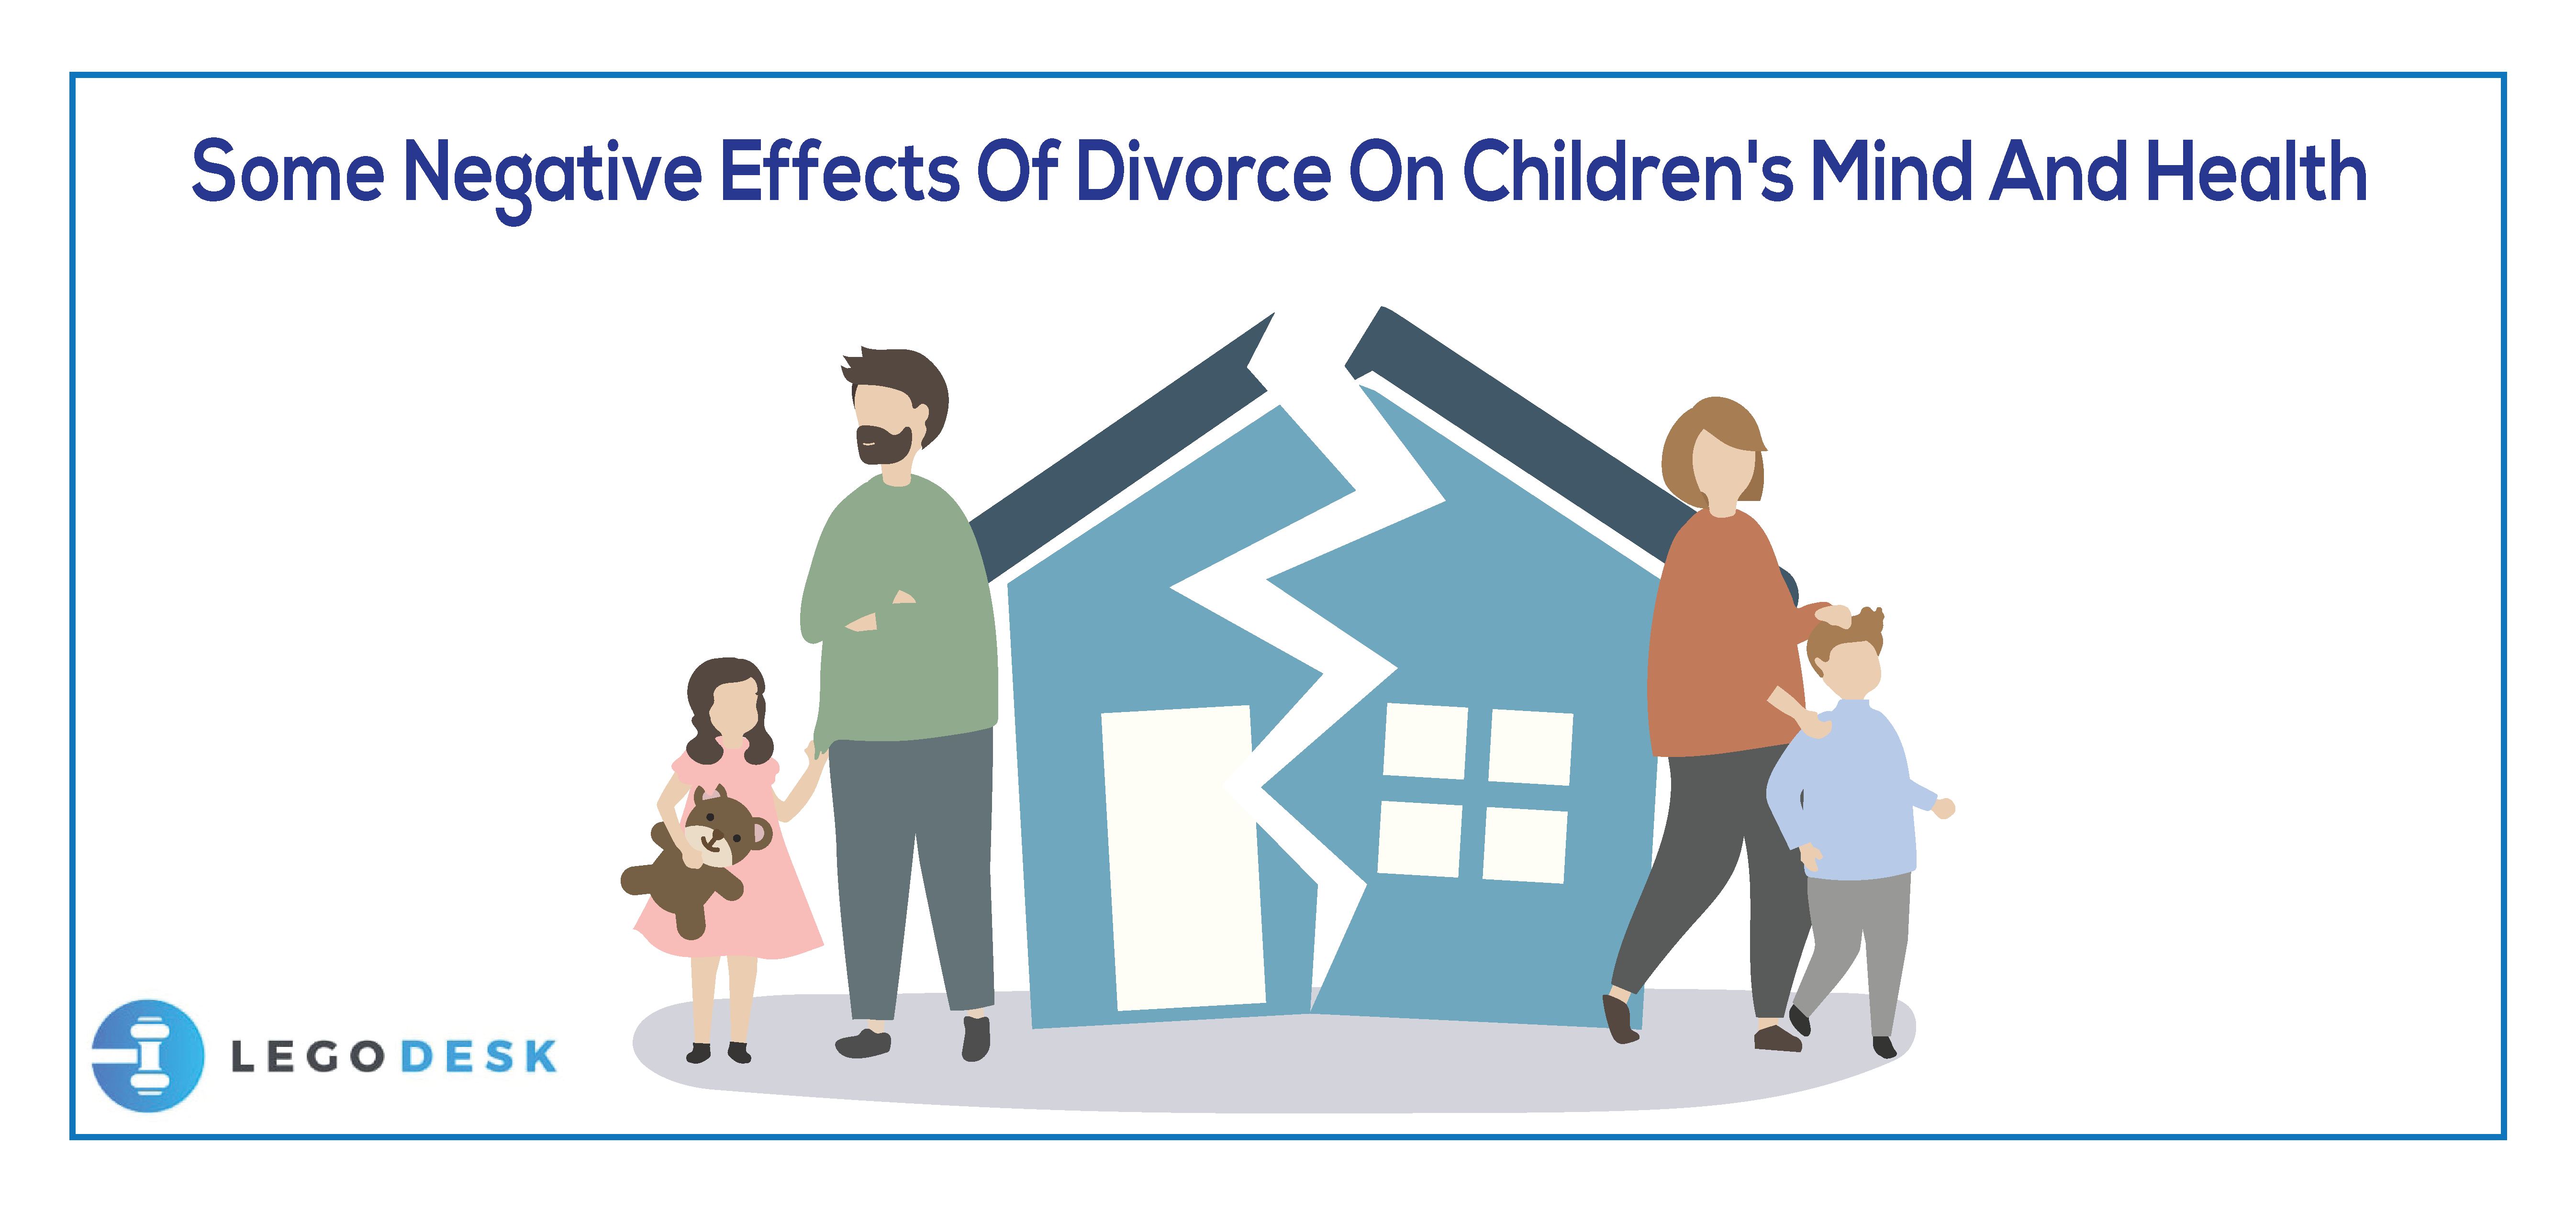 Some Negative Effects Of Divorce On Children's Mind And Health
LEGODESK